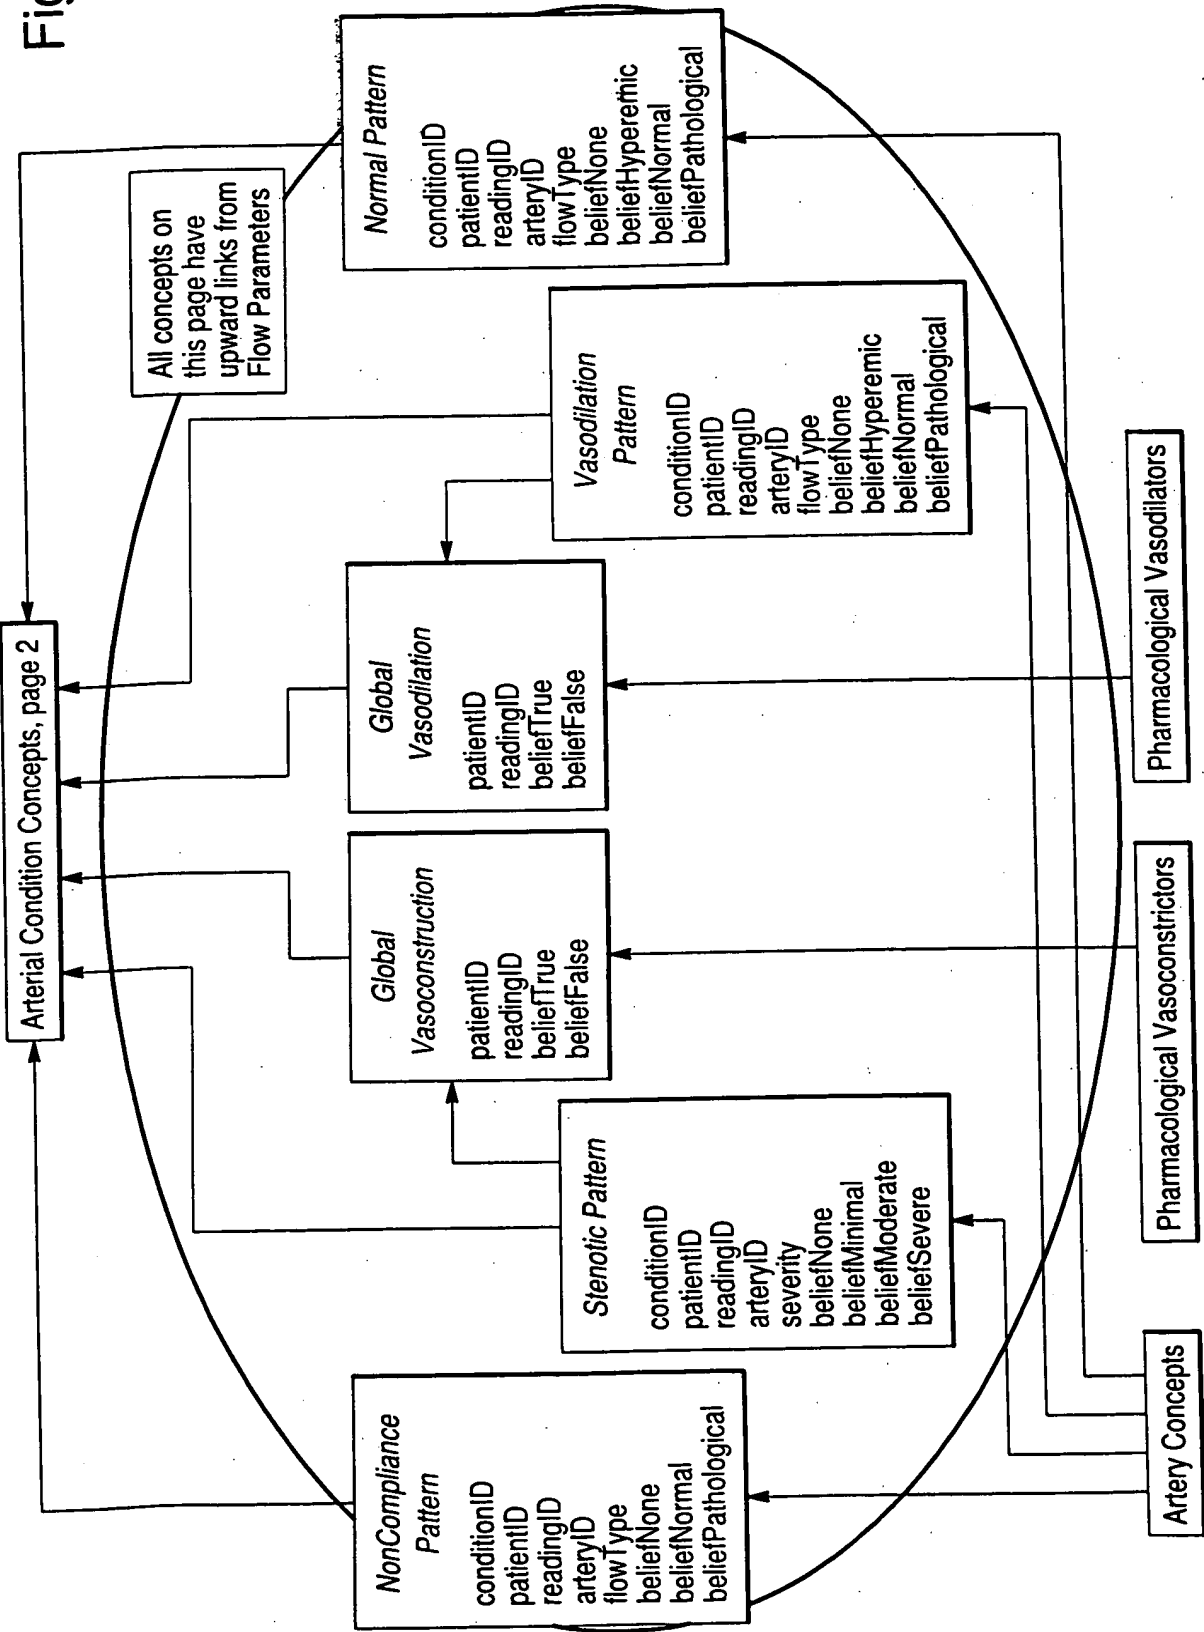 Fig
Arterial Condition Concepts, page 2
All concepts on
this page have
upward links from
Flow Parameters
NonCompliance
Pattern
conditionID
patientID
readingID
arteryID
flowType
beliefNone
beliefNormal
beliefPathological
Stenotic Pattern
conditionID
patientID
readingID
arteryID
severity
beliefNone
beliefMinimal
beliefModerate
beliefSevere
Global
Vasoconstruction
patientID
readingID
beliefTrue
beliefFalse
Global
Vasodilation
patientID
readingID
beliefTrue
beliefFalse
Vasodilation
Pattern
conditionID
patientID
readingID
arteryID
flowType
beliefNone
beliefHyperemic
beliefNormal
beliefPathological
Normal Pattern
conditionID
patientID
readingID
arteryID
flowType
beliefNone
beliefHyperemic
beliefNormal
beliefPathological
Artery Concepts
Pharmacological Vasoconstrictors
Pharmacological Vasodilators